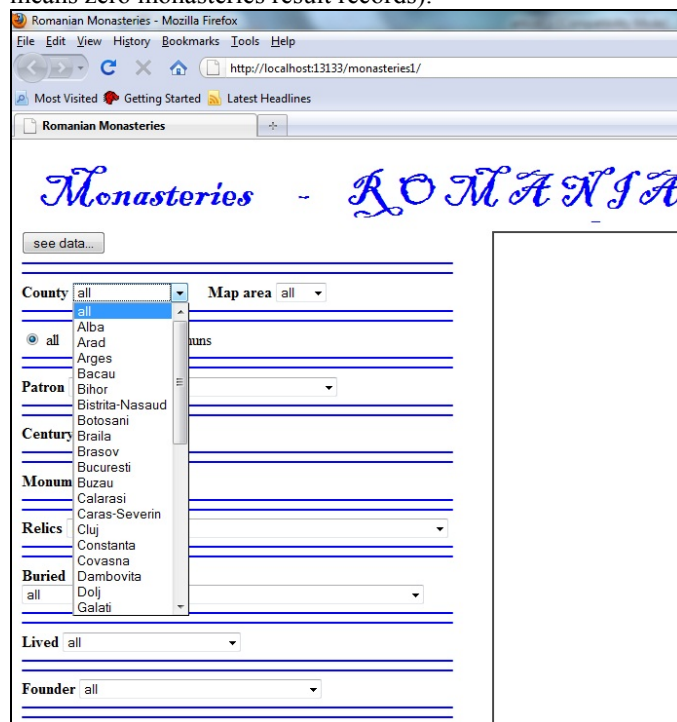 means zero monasteries result records).
Romanian Monasteries - Mozilla Firefox
File Edit View History Bookmarks Tools Help
http://localhost:13133/monasteries1/
Most Visited Getting Started Latest Headlines
Romanian Monasteries
Monasteries - ROMANIA
see data...
County all Map area all
all
Alba
all nuns
Arad
Arges
Bacau
Patron
Bihor
Bistrita-Nasaud
Botosani
Century
Braila
Brasov
Bucuresti
Monum
Buzau
Calarasi
Caras-Severin
Relics
Cluj
Constanta
Covasna
Buried
Dambovita
all
Dolj
Galati
Lived all
Founder all